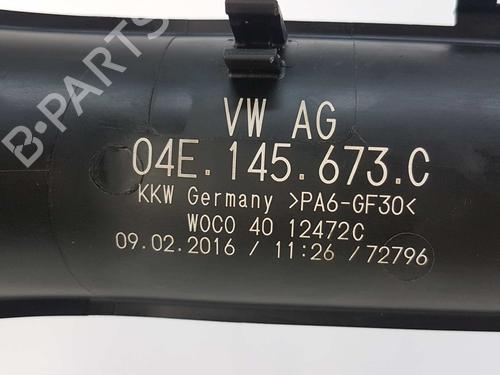 B-PARTS
VW AG
04E.145.673.C
KKW Germany >PA6-GF30<
WOCO 40 12472C
09.02.2016 / 11:26 /72796